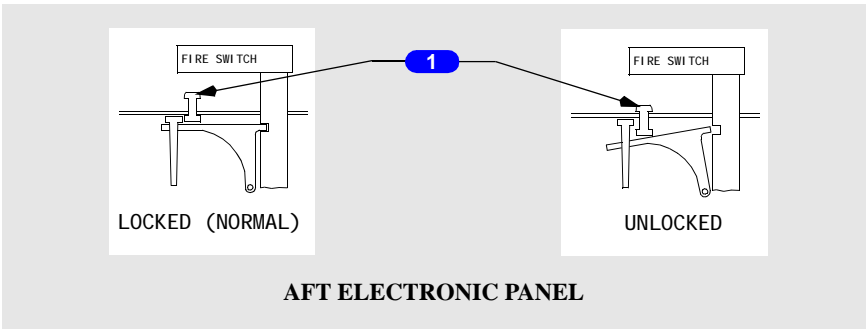 FIRE SWITCH
1
FIRE SWITCH
LOCKED (NORMAL)
UNLOCKED
AFT ELECTRONIC PANEL